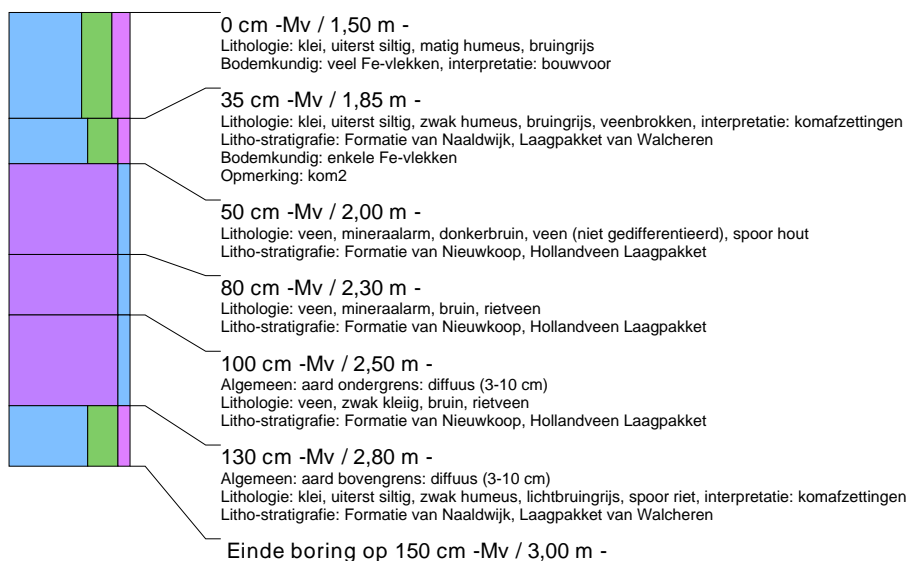 0 cm -Mv / 1,50 m -
Lithologie: klei, uiterst siltig, matig humeus, bruingrijs
Bodemkundig: veel Fe-vlekken, interpretatie: bouwvoor
35 cm -Mv / 1,85 m -
Lithologie: klei, uiterst siltig, zwak humeus, bruingrijs, veenbrokken, interpretatie: komafzettingen
Litho-stratigrafie: Formatie van Naaldwijk, Laagpakket van Walcheren
Bodemkundig: enkele Fe-vlekken
Opmerking: kom2
50 cm -Mv / 2,00 m -
Lithologie: veen, mineraalarm, donkerbruin, veen (niet gedifferentieerd), spoor hout
Litho-stratigrafie: Formatie van Nieuwkoop, Hollandveen Laagpakket
80 cm -Mv / 2,30 m -
Lithologie: veen, mineraalarm, bruin, rietveen
Litho-stratigrafie: Formatie van Nieuwkoop, Hollandveen Laagpakket
100 cm -Mv / 2,50 m -
Algemeen: aard ondergrens: diffuus (3-10 cm)
Lithologie: veen, zwak kleiig, bruin, rietveen
Litho-stratigrafie: Formatie van Nieuwkoop, Hollandveen Laagpakket
130 cm -Mv / 2,80 m -
Algemeen: aard bovengrens: diffuus (3-10 cm)
Lithologie: klei, uiterst siltig, zwak humeus, lichtbruingrijs, spoor riet, interpretatie: komafzettingen
Litho-stratigrafie: Formatie van Naaldwijk, Laagpakket van Walcheren
Einde boring op 150 cm -Mv / 3,00 m -